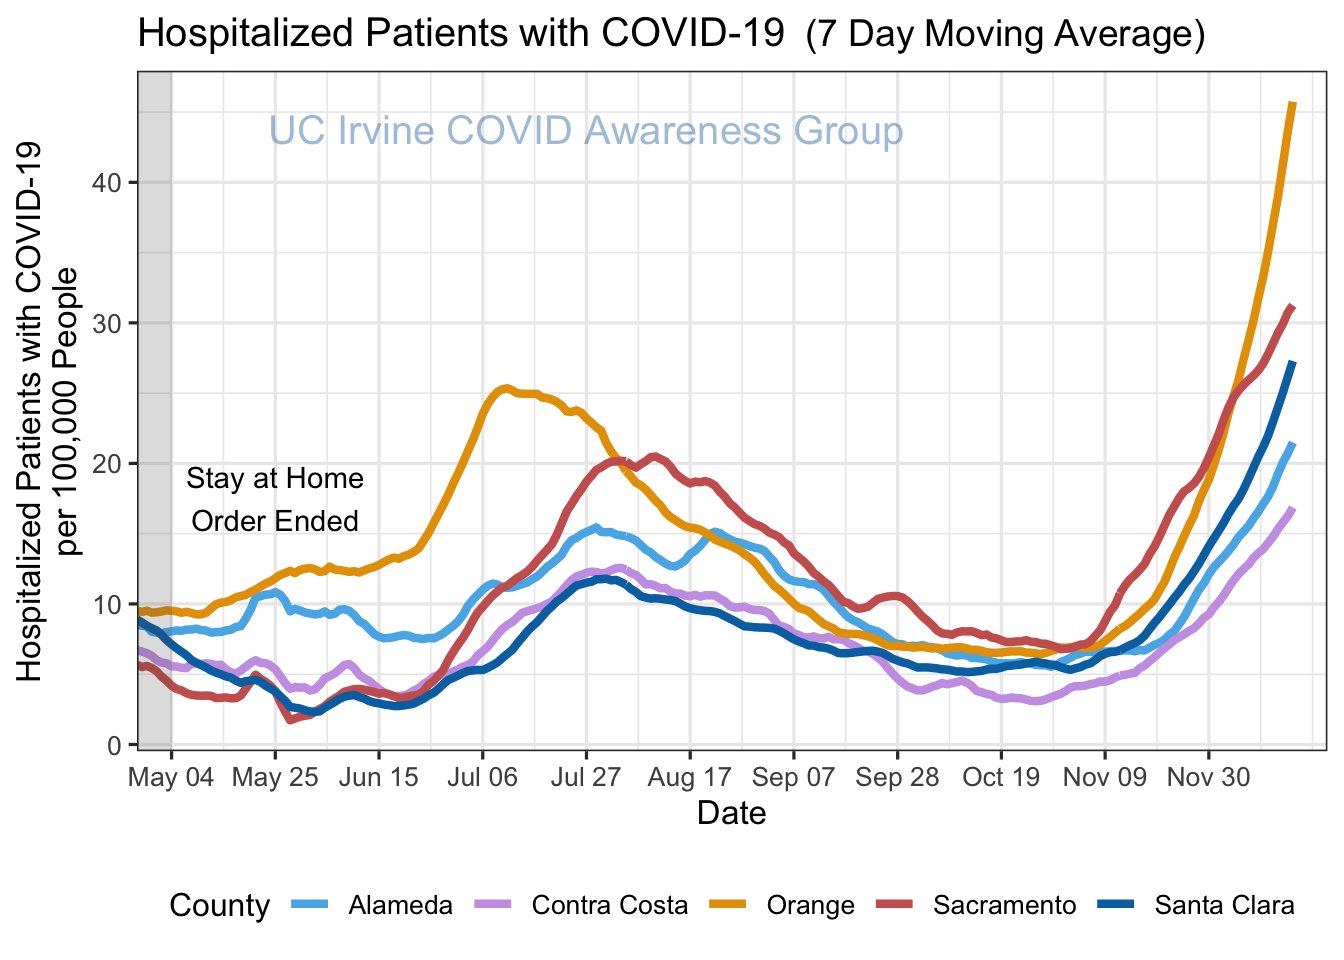 Hospitalized Patients with COVID-19 (7 Day Moving Average)
UC Irvine COVID Awareness Group
Hospitalized Patients with COVID-19
per 100,000 People
40
30
20
10
0
Stay at Home
Order Ended
May 04 May 25 Jun 15 Jul 06 Jul 27 Aug 17 Sep 07 Sep 28 Oct 19 Nov 09 Nov 30
Date
County Alameda Contra Costa Orange Sacramento Santa Clara